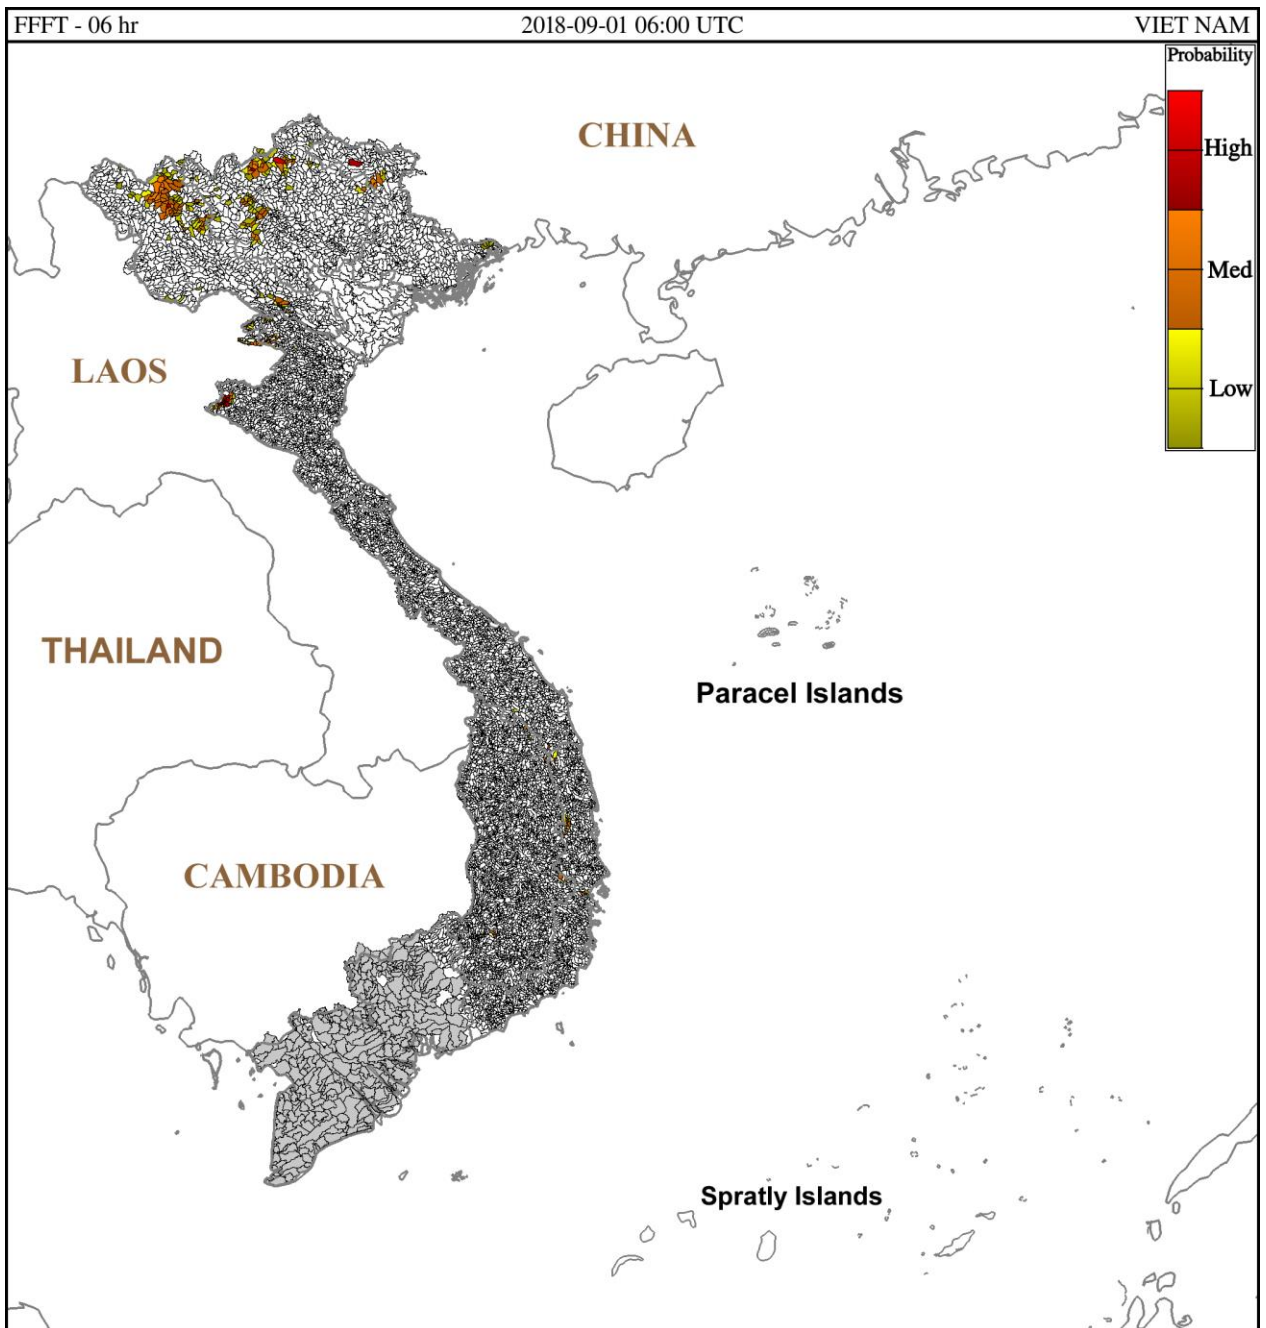 FFFT - 06 hr
2018-09-01 06:00 UTC
VIET NAM
Probability
CHINA
High
Med
LAOS
Low
THAILAND
Paracel Islands
CAMBODIA
Spratly Islands